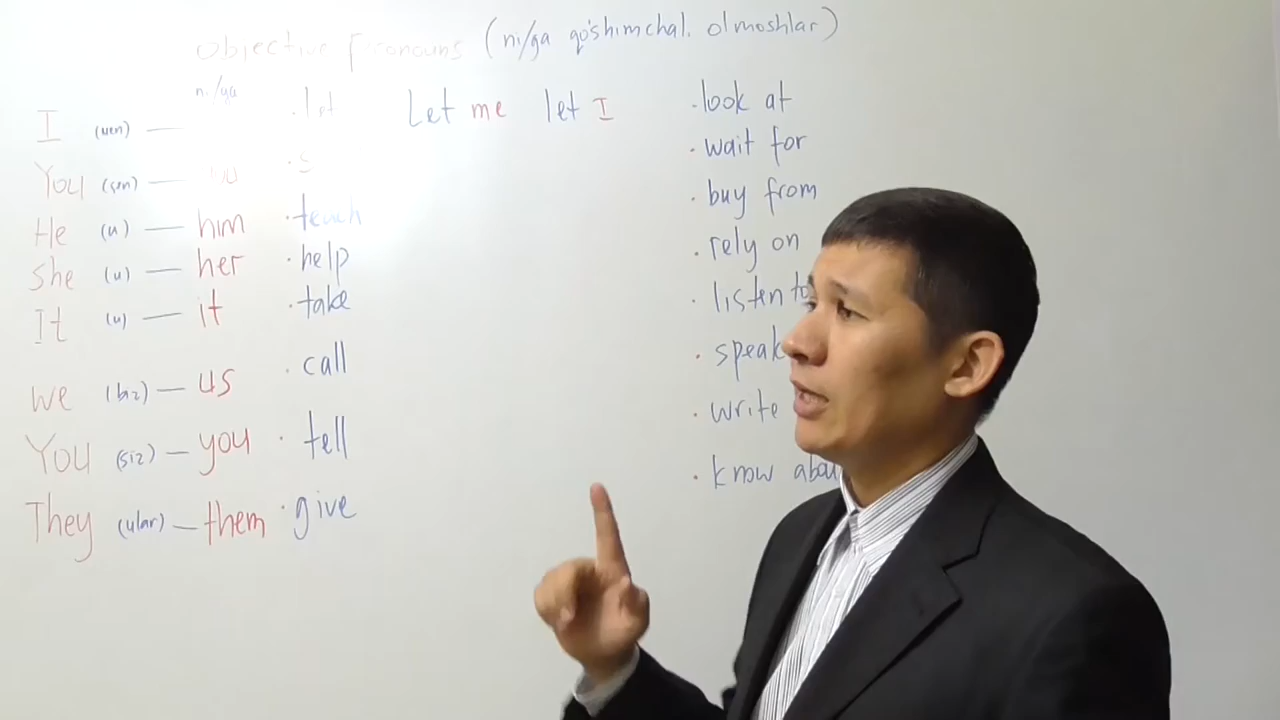 objective pronouns (ni/ga qo'shimchal. olmoshlar)
ni/ga
I (men) —
You (sen) —
He (u) — him
she (u) — her
It (u) — it
we (biz) — us
You (siz) — you
They (ular) — them
· let
· teach
· help
· take
· call
· tell
· give
Let me let I
· look at
· wait for
· buy from
· rely on
· listen to
· speak
· write
· know abou